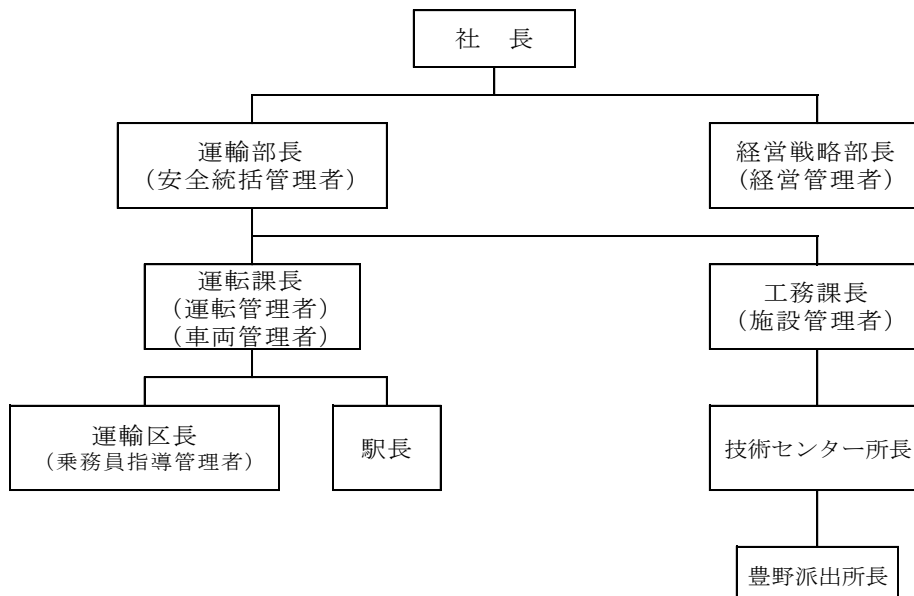 社　長
運輸部長
（安全統括管理者）
経営戦略部長
（経営管理者）
運転課長
（運転管理者）
（車両管理者）
工務課長
（施設管理者）
運輸区長
（乗務員指導管理者）
駅長
技術センター所長
豊野派出所長